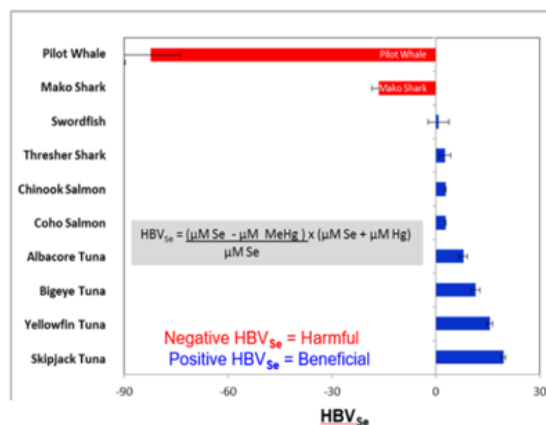 Pilot Whale
Pilot Whale
Mako Shark
Mako Shark
Swordfish
Thresher Shark
Chinook Salmon
Coho Salmon
HBVSe = (µM Se - µM MeHg ) x (µM Se + µM Hg)
µM Se
Albacore Tuna
Bigeye Tuna
Yellowfin Tuna
Negative HBVSe = Harmful
Positive HBVSe = Beneficial
Skipjack Tuna
-90 -60 -30 0 30
HBVSe